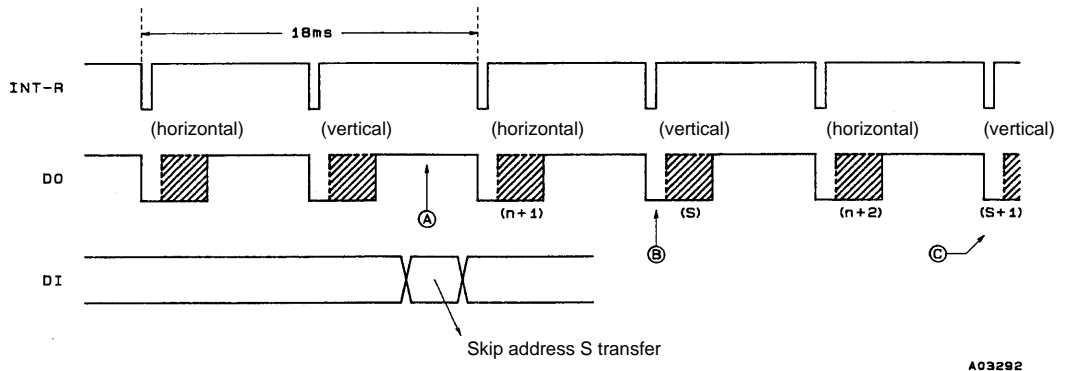 18ms
INT-R
(horizontal) (vertical) (horizontal) (vertical) (horizontal) (vertical)
DO
(n+1) (S) (n+2) (S+1)
A
B
C
DI
Skip address S transfer
A03292